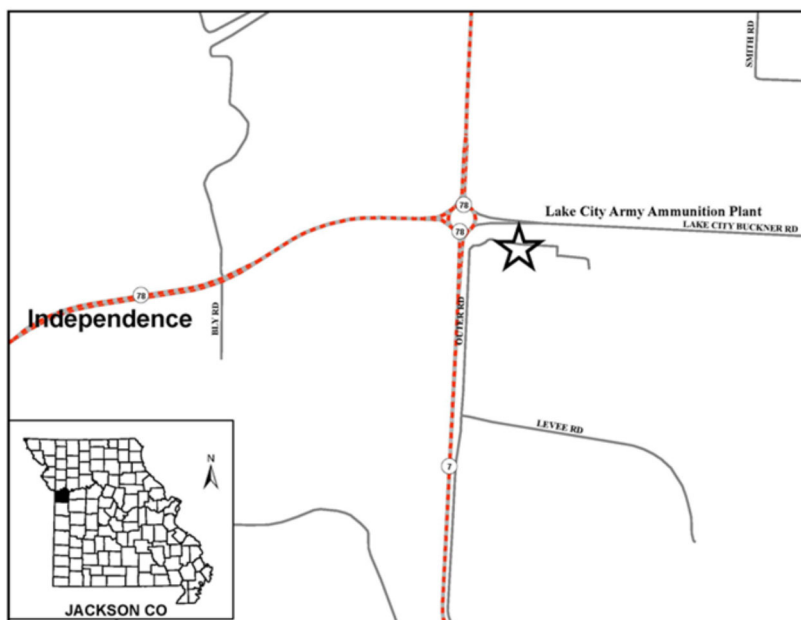 SMITH RD
78
Lake City Army Ammunition Plant
LAKE CITY BUCKNER RD
78
78
Independence
BLY RD
OUTER RD
LEVEE RD
7
N
JACKSON CO